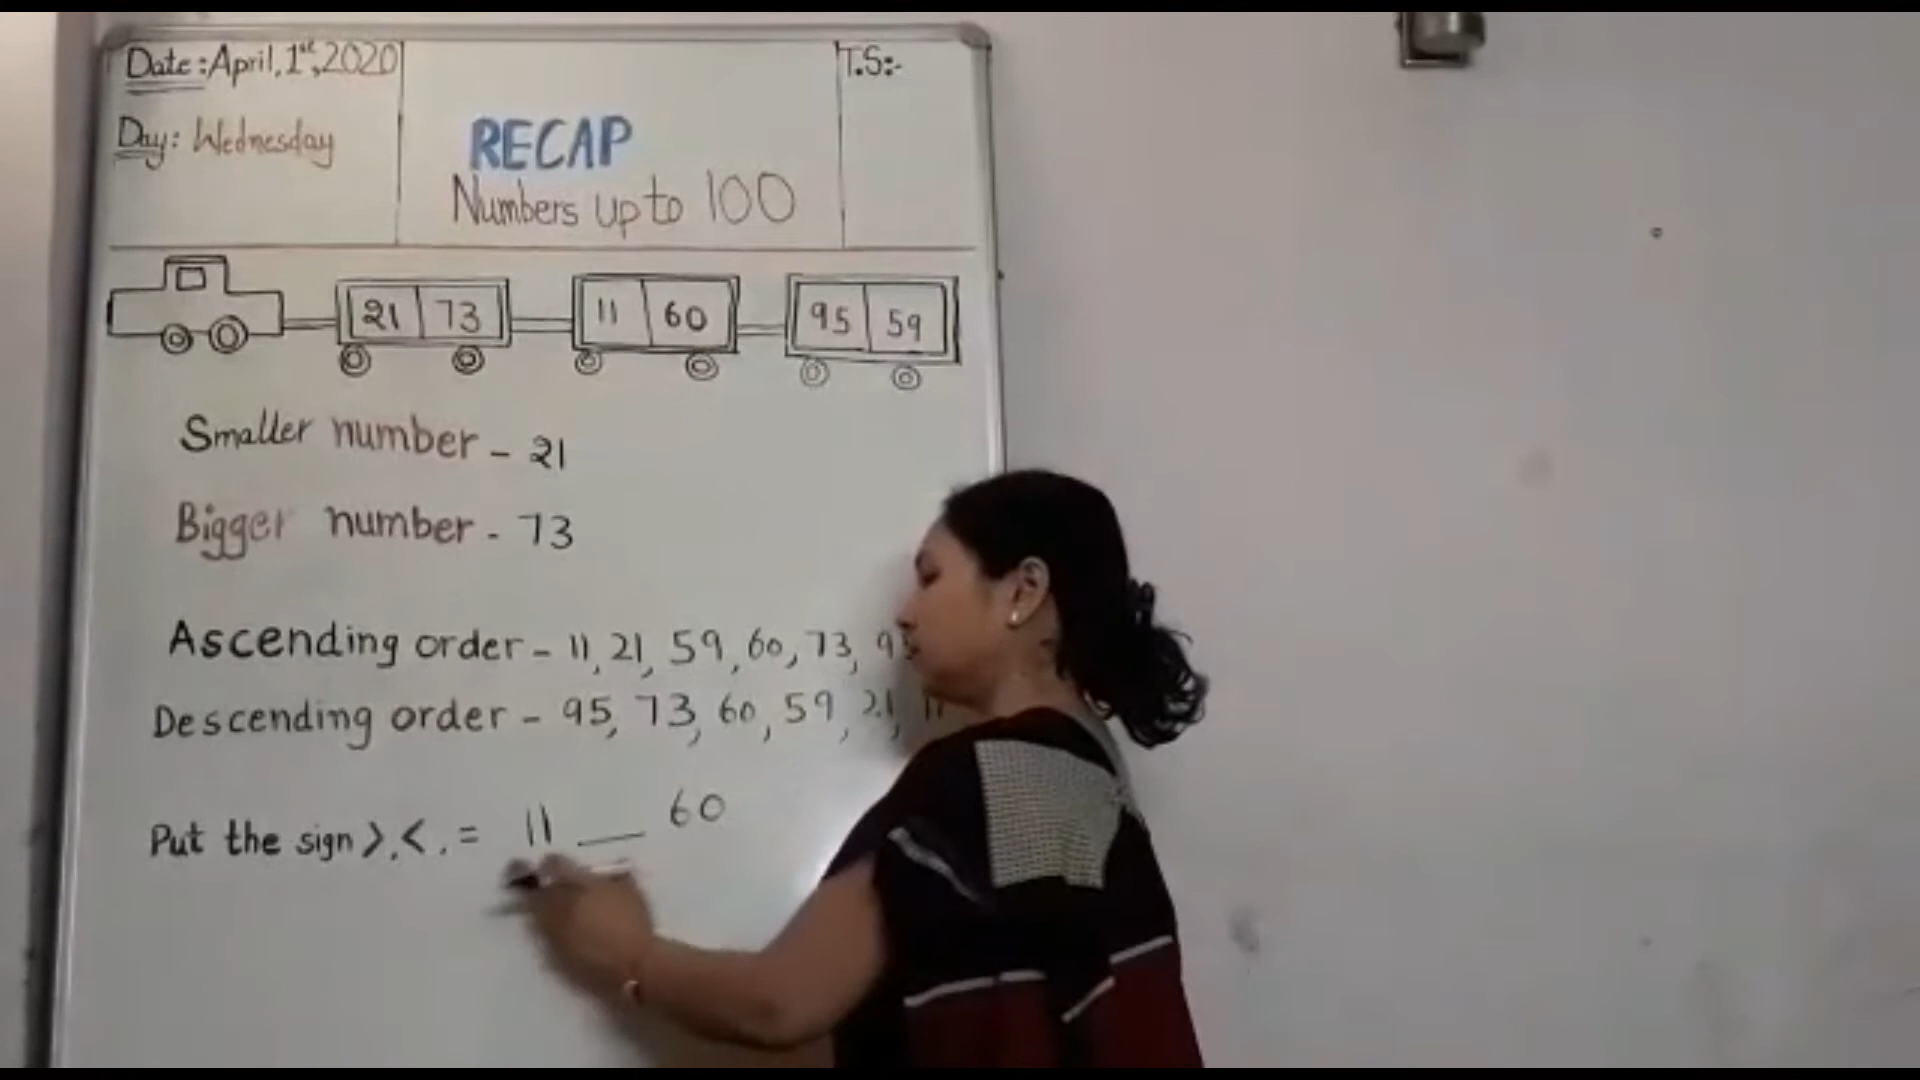 Date: April, 1st, 2020
Day: Wednesday
RECAP
Numbers up to 100
T.S:-
21 73 11 60 95 59
Smaller number - 21
Bigger number - 73
Ascending order - 11, 21, 59, 60, 73,
Descending order - 95, 73, 60, 59, 21, 11
Put the sign >, <, = 11 __ 60